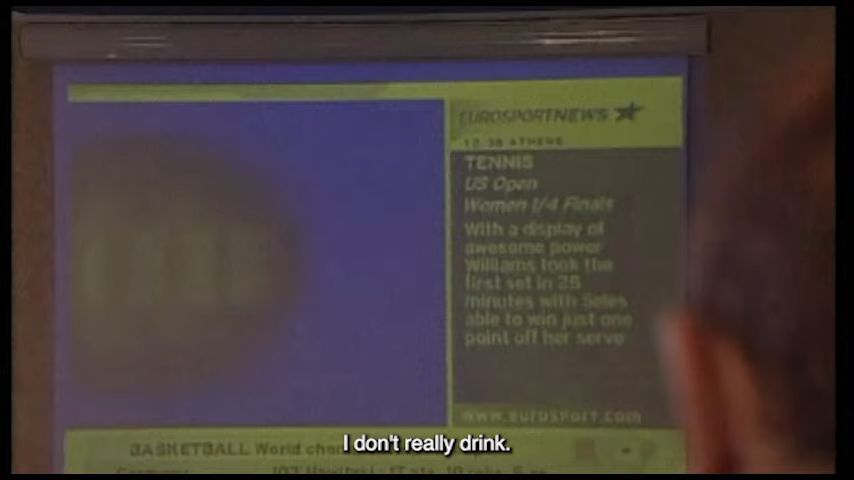 EUROSPORTNEWS
12:38 ATHENS
TENNIS
US Open
Women 1/4 Finals
With a display of
awesome power
Williams took the
first set in 25
minutes with Seles
able to win just one
point off her serve
www.eurosport.com
BASKETBALL World
I don't really drink.